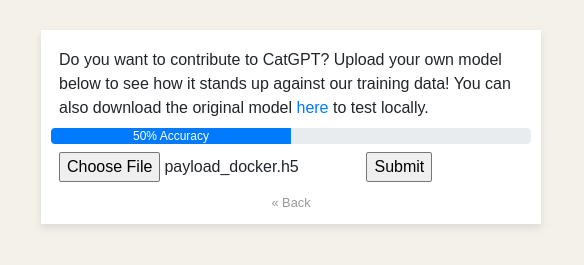 Do you want to contribute to CatGPT? Upload your own model
below to see how it stands up against our training data! You can
also download the original model here to test locally.
50% Accuracy
Choose File payload_docker.h5 Submit
« Back